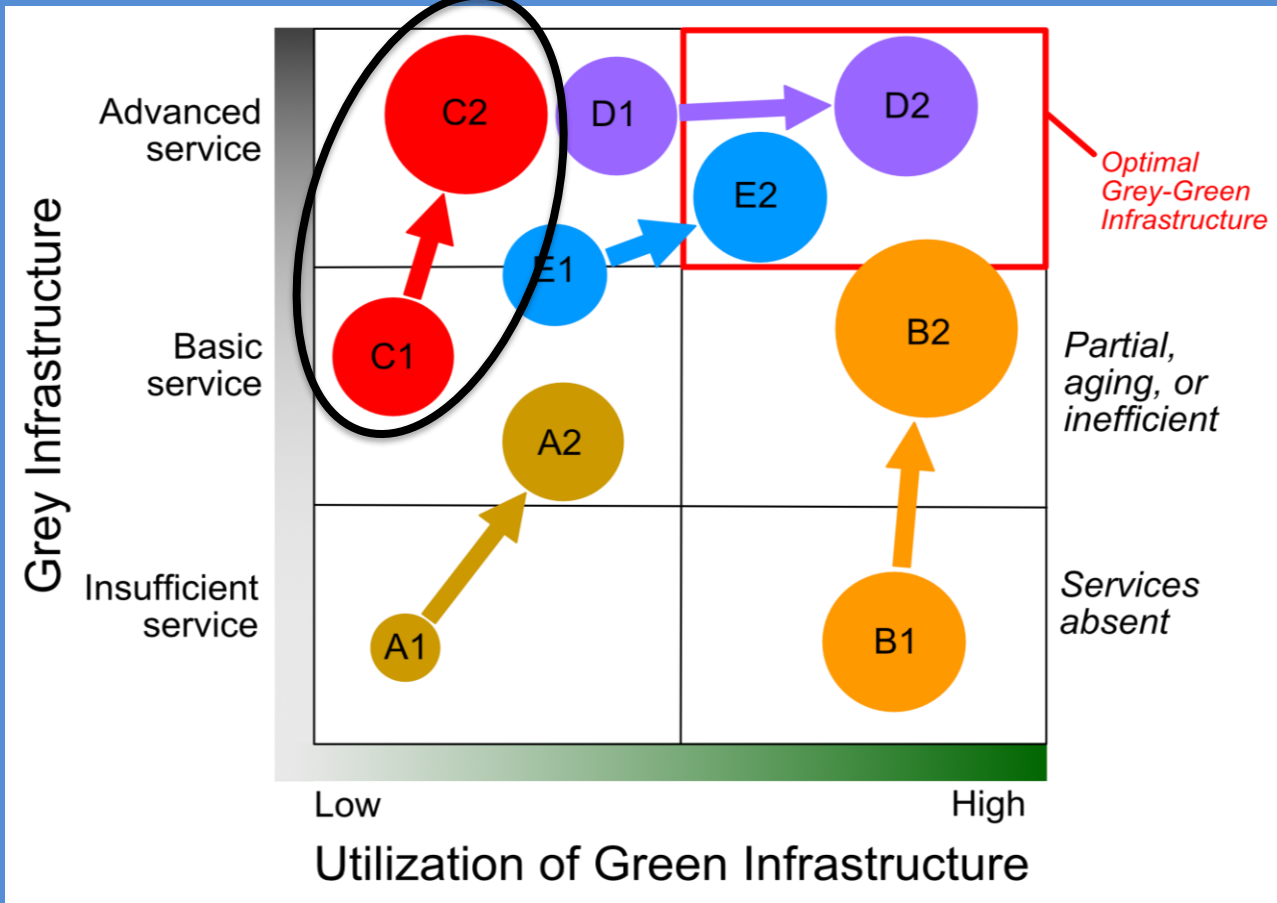 Grey Infrastructure
Advanced
service
Basic
service
Insufficient
service
C2
D1
D2
E2
E1
C1
B2
A2
A1
B1
Optimal
Grey-Green
Infrastructure
Partial,
aging, or
inefficient
Services
absent
Low
High
Utilization of Green Infrastructure